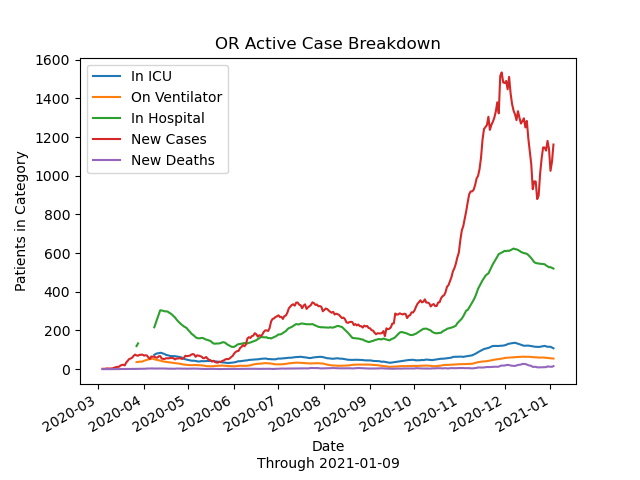 OR Active Case Breakdown
In ICU
On Ventilator
In Hospital
New Cases
New Deaths
Patients in Category
1600
1400
1200
1000
800
600
400
200
0
2020-03
2020-04
2020-05
2020-06
2020-07
2020-08
2020-09
2020-10
2020-11
2020-12
2021-01
Date
Through 2021-01-09